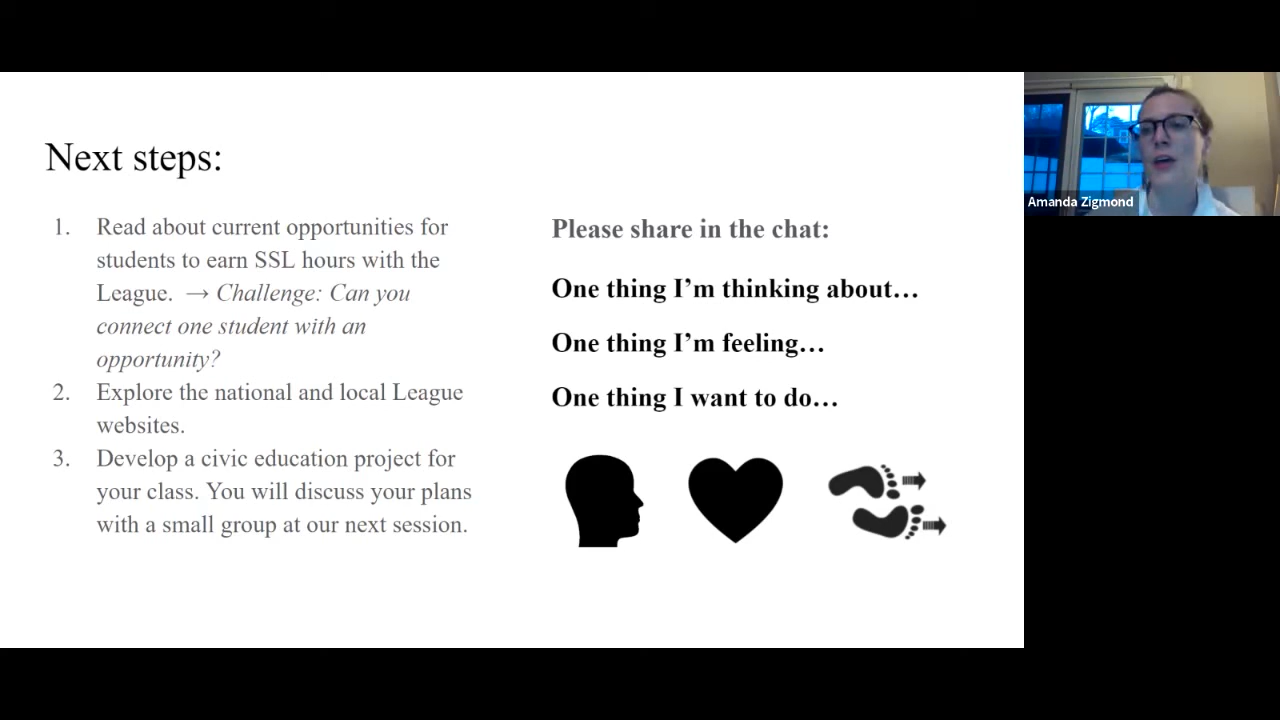 Next steps:
1. Read about current opportunities for
students to earn SSL hours with the
League. → Challenge: Can you
connect one student with an
opportunity?
2. Explore the national and local League
websites.
3. Develop a civic education project for
your class. You will discuss your plans
with a small group at our next session.
Please share in the chat:
One thing I’m thinking about…
One thing I’m feeling…
One thing I want to do…
Amanda Zigmond